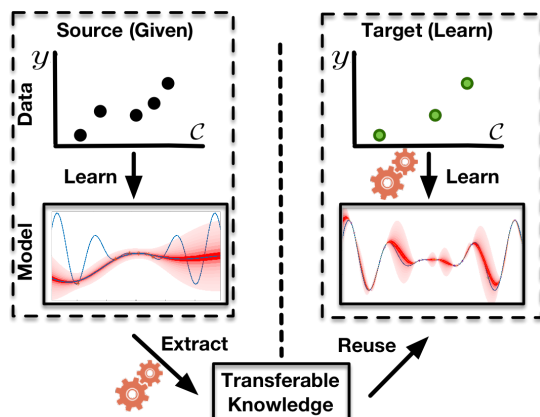 Source (Given)
Target (Learn)
Data
y
C
y
C
Learn
Learn
Model
Extract
Reuse
Transferable
Knowledge